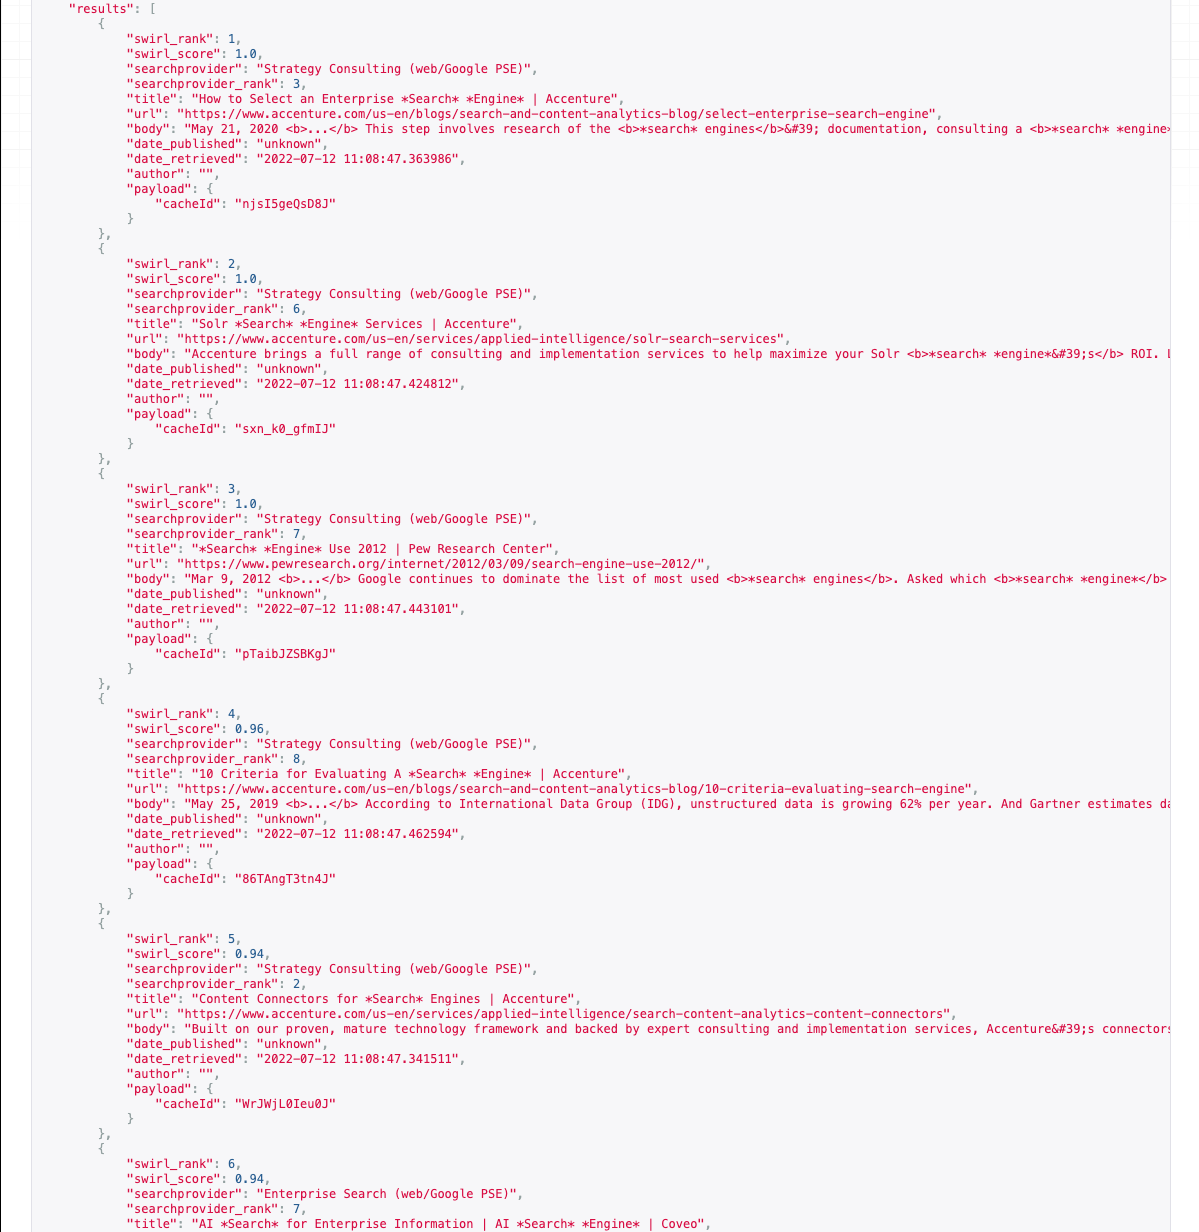 "results": [
{
"swirl_rank": 1,
"swirl_score": 1.0,
"searchprovider": "Strategy Consulting (web/Google PSE)",
"searchprovider_rank": 3,
"title": "How to Select an Enterprise *Search* *Engine* | Accenture",
"url": "https://www.accenture.com/us-en/blogs/search-and-content-analytics-blog/select-enterprise-search-engine",
"body": "May 21, 2020 <b>...</b> This step involves research of the <b>*search* engines</b>&#39; documentation, consulting a <b>*search* *engine*
"date_published": "unknown",
"date_retrieved": "2022-07-12 11:08:47.363986",
"author": "",
"payload": {
"cacheId": "njsI5geQsD8J"
}
},
{
"swirl_rank": 2,
"swirl_score": 1.0,
"searchprovider": "Strategy Consulting (web/Google PSE)",
"searchprovider_rank": 6,
"title": "Solr *Search* *Engine* Services | Accenture",
"url": "https://www.accenture.com/us-en/services/applied-intelligence/solr-search-services",
"body": "Accenture brings a full range of consulting and implementation services to help maximize your Solr <b>*search* *engine*&#39;s</b> ROI.
"date_published": "unknown",
"date_retrieved": "2022-07-12 11:08:47.424812",
"author": "",
"payload": {
"cacheId": "sxn_k0_gfmIJ"
}
},
{
"swirl_rank": 3,
"swirl_score": 1.0,
"searchprovider": "Strategy Consulting (web/Google PSE)",
"searchprovider_rank": 7,
"title": "*Search* *Engine* Use 2012 | Pew Research Center",
"url": "https://www.pewresearch.org/internet/2012/03/09/search-engine-use-2012/",
"body": "Mar 9, 2012 <b>...</b> Google continues to dominate the list of most used <b>*search* engines</b>. Asked which <b>*search* *engine*</b>
"date_published": "unknown",
"date_retrieved": "2022-07-12 11:08:47.443101",
"author": "",
"payload": {
"cacheId": "pTaibJZSBKgJ"
}
},
{
"swirl_rank": 4,
"swirl_score": 0.96,
"searchprovider": "Strategy Consulting (web/Google PSE)",
"searchprovider_rank": 8,
"title": "10 Criteria for Evaluating A *Search* *Engine* | Accenture",
"url": "https://www.accenture.com/us-en/blogs/search-and-content-analytics-blog/10-criteria-evaluating-search-engine",
"body": "May 25, 2019 <b>...</b> According to International Data Group (IDG), unstructured data is growing 62% per year. And Gartner estimates da
"date_published": "unknown",
"date_retrieved": "2022-07-12 11:08:47.462594",
"author": "",
"payload": {
"cacheId": "86TAngT3tn4J"
}
},
{
"swirl_rank": 5,
"swirl_score": 0.94,
"searchprovider": "Strategy Consulting (web/Google PSE)",
"searchprovider_rank": 2,
"title": "Content Connectors for *Search* Engines | Accenture",
"url": "https://www.accenture.com/us-en/services/applied-intelligence/search-content-analytics-content-connectors",
"body": "Built on our proven, mature technology framework and backed by expert consulting and implementation services, Accenture&#39;s connectors
"date_published": "unknown",
"date_retrieved": "2022-07-12 11:08:47.341511",
"author": "",
"payload": {
"cacheId": "WrJWjL0Ieu0J"
}
},
{
"swirl_rank": 6,
"swirl_score": 0.94,
"searchprovider": "Enterprise Search (web/Google PSE)",
"searchprovider_rank": 7,
"title": "AI *Search* for Enterprise Information | AI *Search* *Engine* | Coveo",